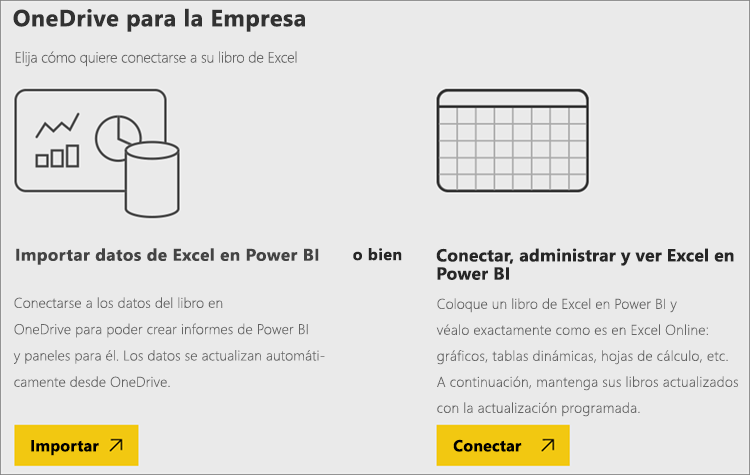 OneDrive para la Empresa
Elija cómo quiere conectarse a su libro de Excel
Importar datos de Excel en Power BI
o bien
Conectar, administrar y ver Excel en
Power BI
Conectarse a los datos del libro en
OneDrive para poder crear informes de Power BI
y paneles para él. Los datos se actualizan automáti-
camente desde OneDrive.
Coloque un libro de Excel en Power BI y
véalo exactamente como es en Excel Online:
gráficos, tablas dinámicas, hojas de cálculo, etc.
A continuación, mantenga sus libros actualizados
con la actualización programada.
Importar
Conectar